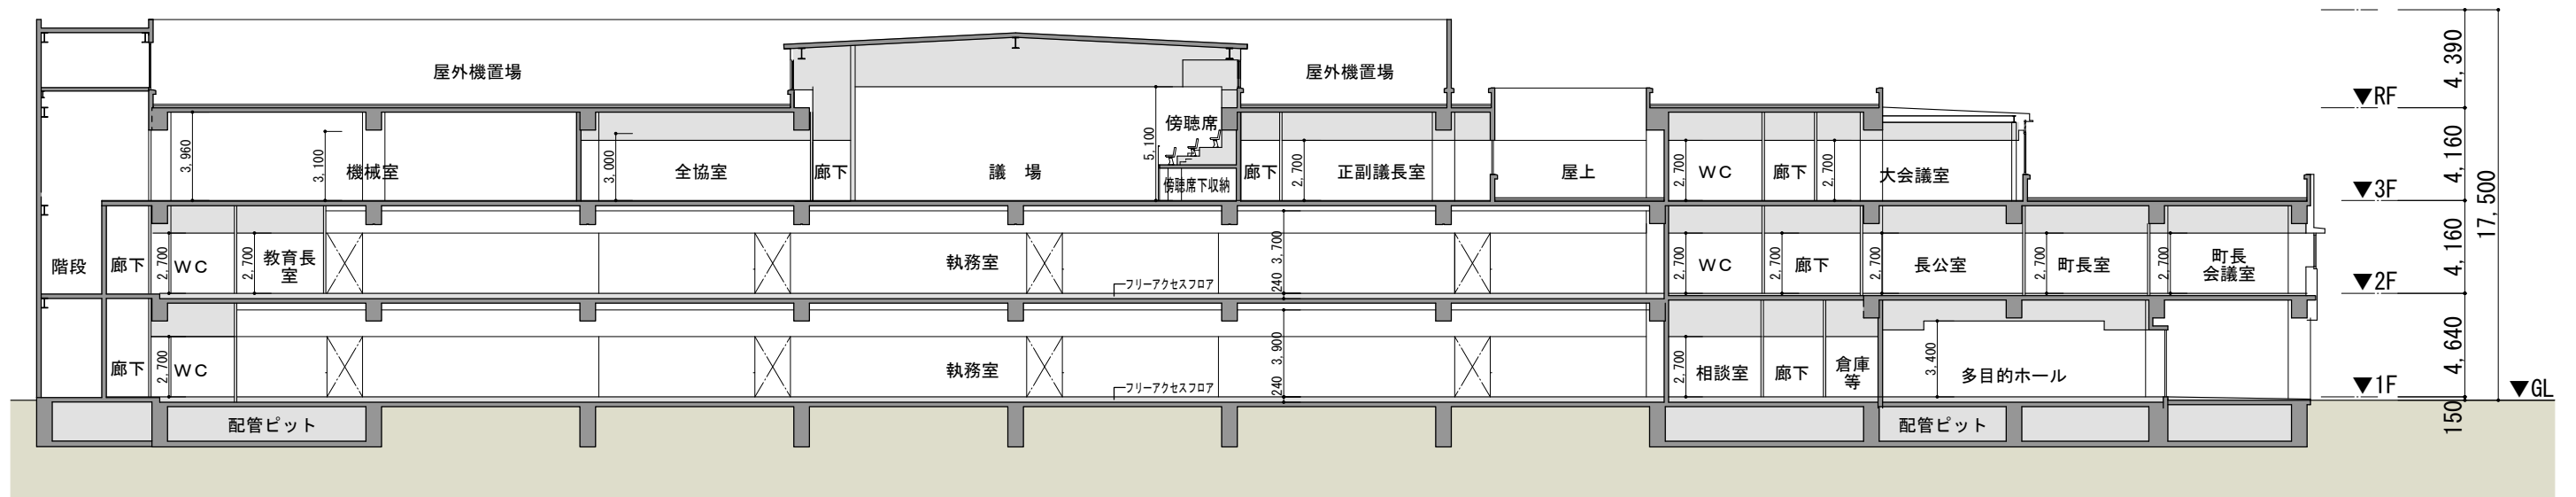 屋外機置場
屋外機置場
4,390
▼RF
3,960
3,100
機械室
3,000
全協室
廊下
議 場
5,100
傍聴席
傍聴席下収納
廊下
2,700
正副議長室
屋上
2,700
WC
廊下
2,700
大会議室
4,160
▼3F
17,500
階段
廊下
2,700
WC
2,700
教育長
室
執務室
フリーアクセスフロア
240
3,700
2,700
WC
2,700
廊下
2,700
長公室
2,700
町長室
2,700
町長
会議室
4,160
▼2F
廊下
2,700
WC
執務室
フリーアクセスフロア
240
3,900
2,700
相談室
廊下
倉庫
等
3,400
多目的ホール
4,640
▼1F
▼GL
150
配管ピット
配管ピット